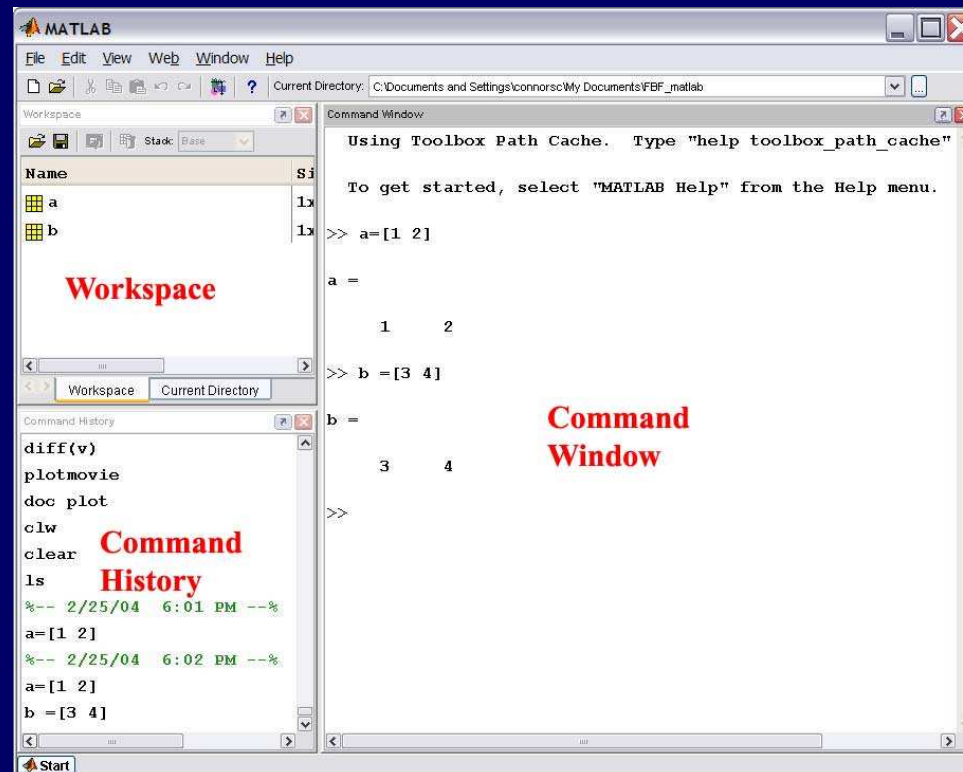 MATLAB
File Edit View Web Window Help
? Current Directory: C:\Documents and Settings\connorsc\My Documents\FBF_matlab ...
Workspace
Stack: Base
Name Si
a 1x
b 1x
Workspace
Workspace Current Directory
Command History
diff(v)
plotmovie
doc plot
clw
clear
ls
%-- 2/25/04 6:01 PM --%
a=[1 2]
%-- 2/25/04 6:02 PM --%
a=[1 2]
b =[3 4]
Command
History
Command Window
Using Toolbox Path Cache. Type "help toolbox_path_cache"
To get started, select "MATLAB Help" from the Help menu.
>> a=[1 2]
a =
1 2
>> b =[3 4]
b =
3 4
>>
Command
Window
Start